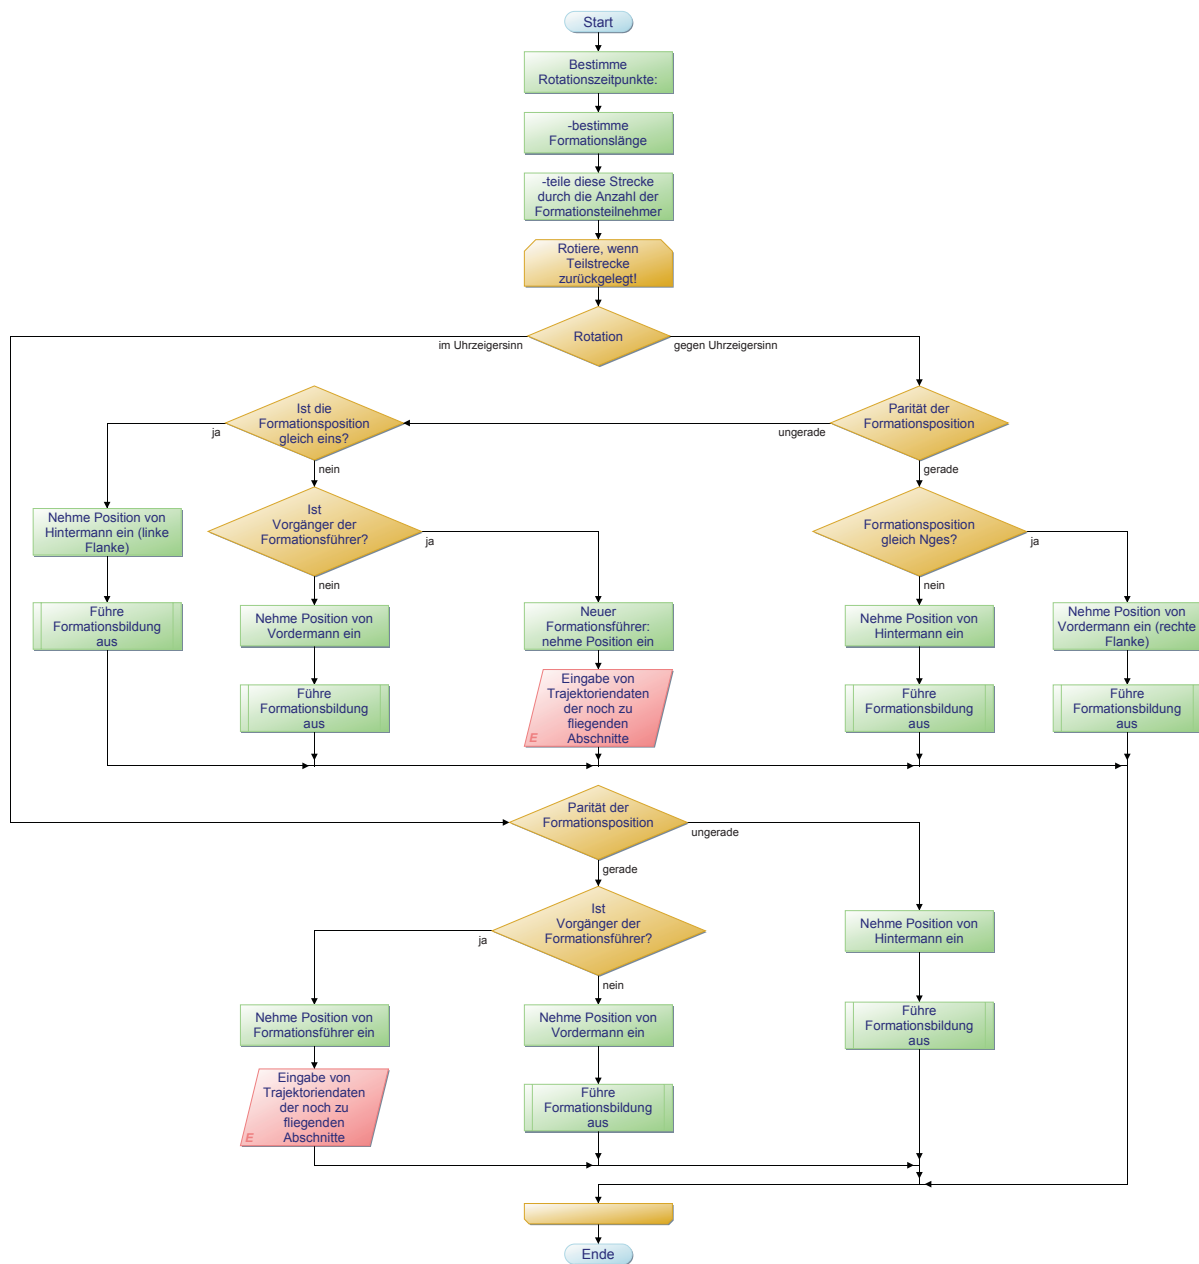 Start
Bestimme
Rotationszeitpunkte:
-bestimme
Formationslänge
-teile diese Strecke
durch die Anzahl der
Formationsteilnehmer
Rotiere, wenn
Teilstrecke
zurückgelegt!
Rotation
im Uhrzeigersinn
gegen Uhrzeigersinn
Ist die
Formationsposition
gleich eins?
ja
nein
Parität der
Formationsposition
ungerade
gerade
Nehme Position von
Hintermann ein (linke
Flanke)
Ist
Vorgänger der
Formationsführer?
ja
nein
Formationsposition
gleich Nges?
ja
nein
Führe
Formationsbildung
aus
Nehme Position von
Vordermann ein
Neuer
Formationsführer:
nehme Position ein
Nehme Position von
Hintermann ein
Nehme Position von
Vordermann ein (rechte
Flanke)
Führe
Formationsbildung
aus
Eingabe von
Trajektoriendaten
der noch zu
fliegenden
Abschnitte
E
Führe
Formationsbildung
aus
Führe
Formationsbildung
aus
Parität der
Formationsposition
ungerade
gerade
Ist
Vorgänger der
Formationsführer?
ja
nein
Nehme Position von
Hintermann ein
Nehme Position von
Formationsführer ein
Nehme Position von
Vordermann ein
Führe
Formationsbildung
aus
Eingabe von
Trajektoriendaten
der noch zu
fliegenden
Abschnitte
E
Führe
Formationsbildung
aus
Ende